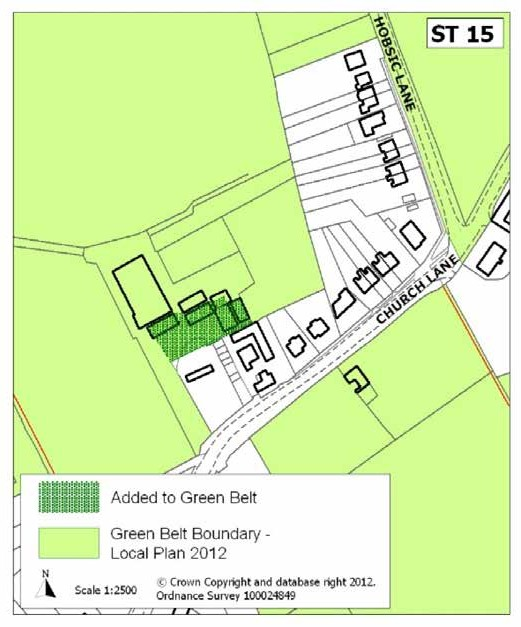 ST 15
HOBSIC LANE
CHURCH LANE
Added to Green Belt
Green Belt Boundary -
Local Plan 2012
N
Scale 1:2500
© Crown Copyright and database right 2012.
Ordnance Survey 100024849